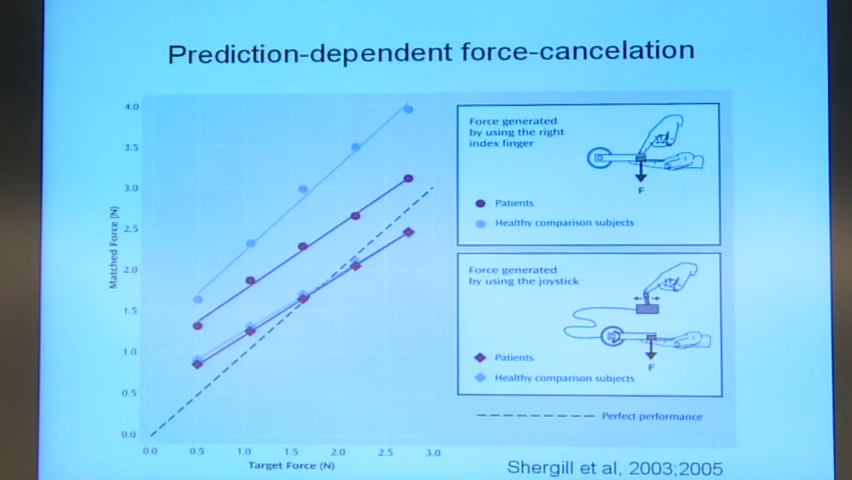 Prediction-dependent force-cancelation
4.0
3.5
3.0
2.5
2.0
1.5
1.0
0.5
0.0
Matched Force (N)
0.0 0.5 1.0 1.5 2.0 2.5 3.0
Target Force (N)
Force generated
by using the right
index finger
F
Patients
Healthy comparison subjects
Force generated
by using the joystick
F
Patients
Healthy comparison subjects
Perfect performance
Shergill et al, 2003;2005